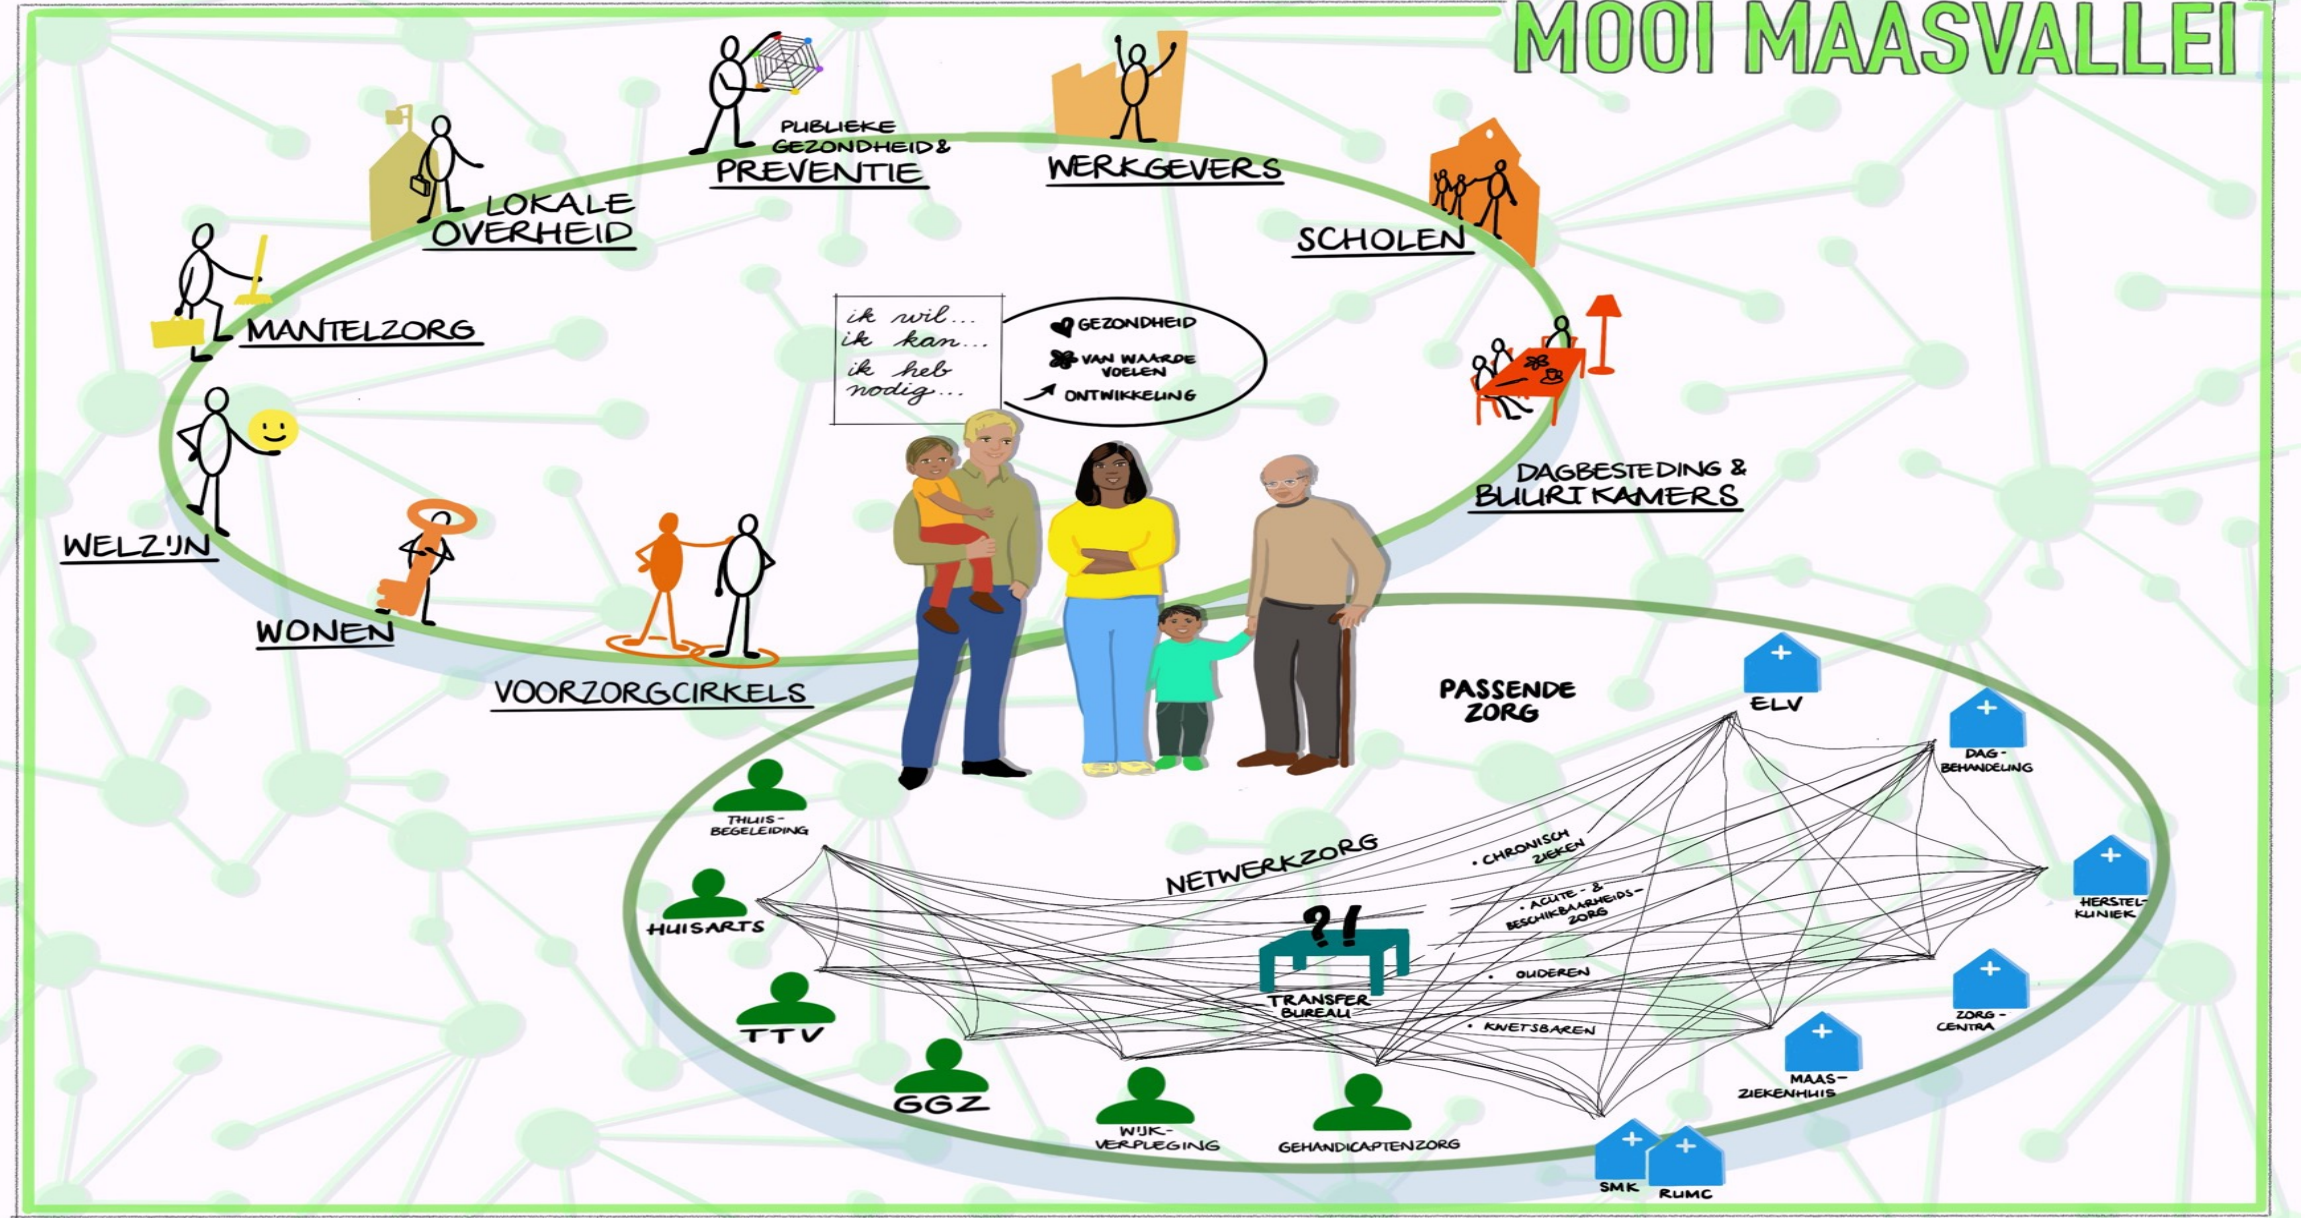 MOOI MAASVALLEI
PUBLIEKE
GEZONDHEID &
PREVENTIE
WERKGEVERS
LOKALE
OVERHEID
SCHOLEN
MANTELZORG
ik wil...
ik kan...
ik heb
nodig...
GEZONDHEID
VAN WAARDE
VOELEN
ONTWIKKELING
DAGBESTEDING &
BUURTKAMERS
WELZIJN
WONEN
VOORZORGCIRKELS
PASSENDE
ZORG
ELV
DAG-
BEHANDELING
THUIS-
BEGELEIDING
NETWERKZORG
• CHRONISCH
ZIEKEN
• ACUTE- &
BESCHIKBAARHEIDS-
ZORG
HUISARTS
?!
HERSTEL-
KLINIEK
• OUDEREN
TRANSFER
BUREAU
• KWETSBAREN
TTV
ZORG-
CENTRA
MAAS-
ZIEKENHUIS
GGZ
WIJK-
VERPLEGING
GEHANDICAPTENZORG
SMK
RUMC